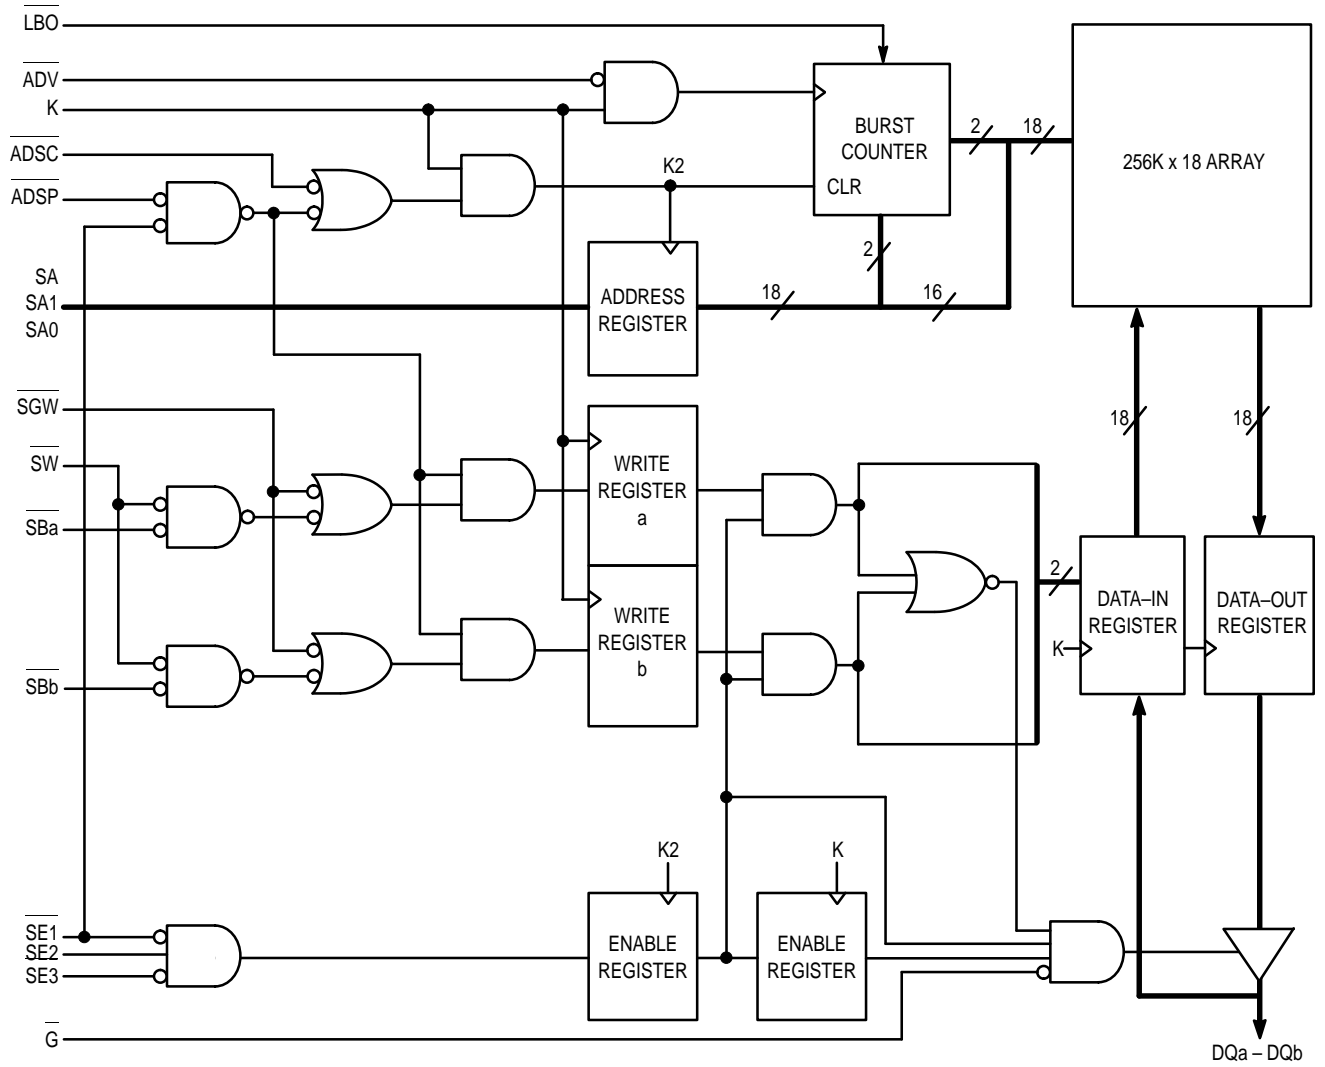 LBO
ADV
K
ADSC
ADSP
SA
SA1
SA0
SGW
SW
SBa
SBb
SE1
SE2
SE3
G
K2
BURST
COUNTER
CLR
2
18
256K x 18 ARRAY
2
ADDRESS
REGISTER
18
16
18
18
WRITE
REGISTER
a
WRITE
REGISTER
b
2
DATA–IN
REGISTER
K
DATA–OUT
REGISTER
K2
K
ENABLE
REGISTER
ENABLE
REGISTER
DQa – DQb